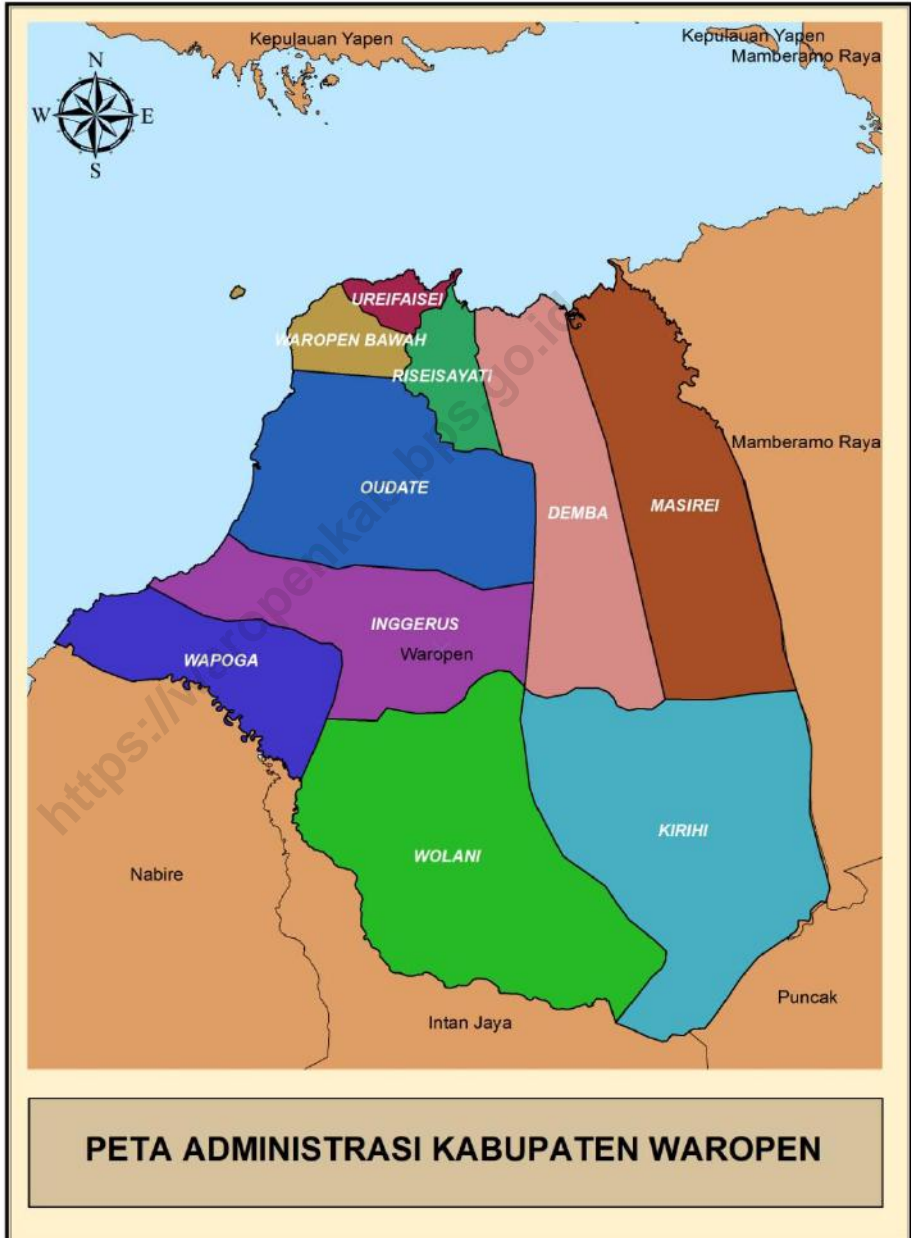 Kepulauan Yapen
Kepulauan Yapen
Mamberamo Raya
N
W
E
S
UREIFAISEI
WAROPEN BAWAH
RISEISAYATI
Mamberamo Raya
OUDATE
DEMBA
MASIREI
INGGERUS
Waropen
WAPOGA
KIRIHI
WOLANI
Nabire
Puncak
Intan Jaya
https://waropenkab.bps.go.id
PETA ADMINISTRASI KABUPATEN WAROPEN